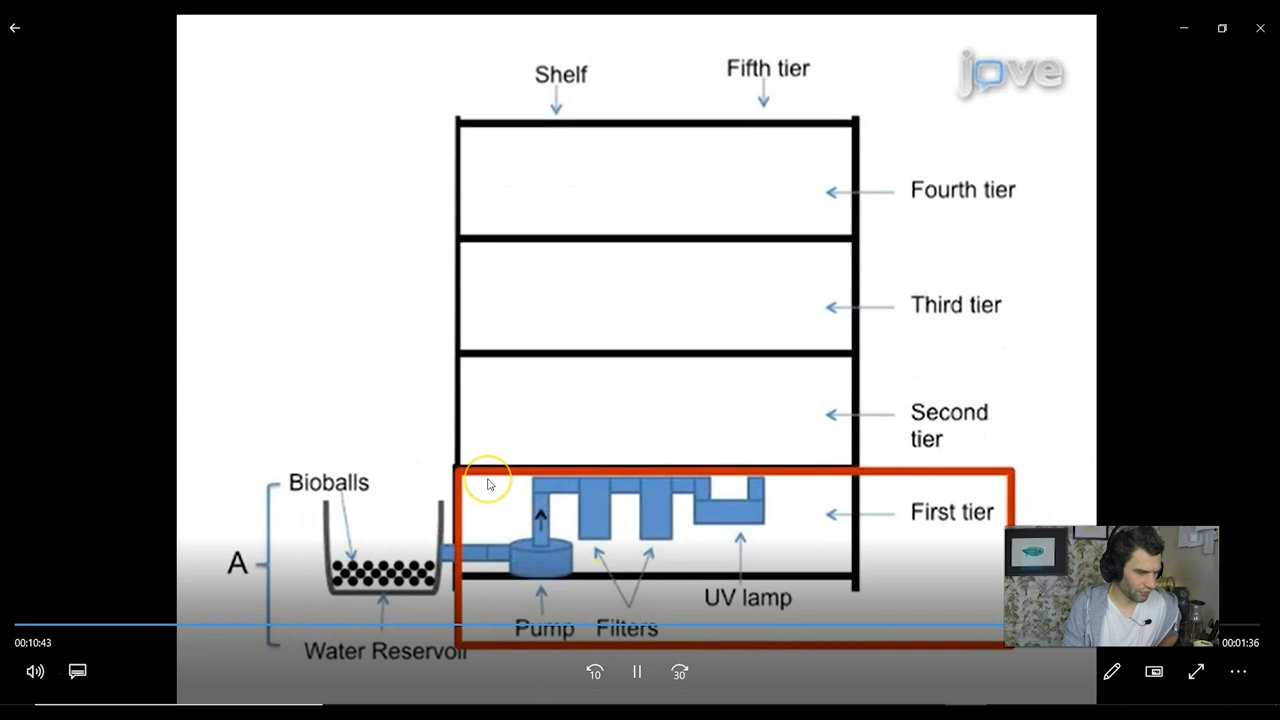 Shelf
Fifth tier
jove
Fourth tier
Third tier
Second
tier
Bioballs
First tier
A
UV lamp
Pump
Filters
Water Reservoir
00:10:43
00:01:36
10
30